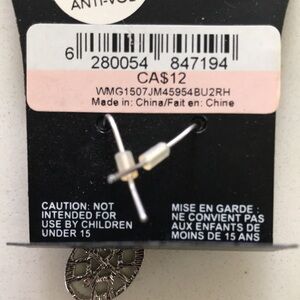 ANTI-VOL
6 280054 847194
CA$12
WMG1507JM45954BU2RH
Made in: China/Fait en: Chine
CAUTION: NOT
INTENDED FOR
USE BY CHILDREN
UNDER 15
MISE EN GARDE :
NE CONVIENT PAS
AUX ENFANTS DE
MOINS DE 15 ANS